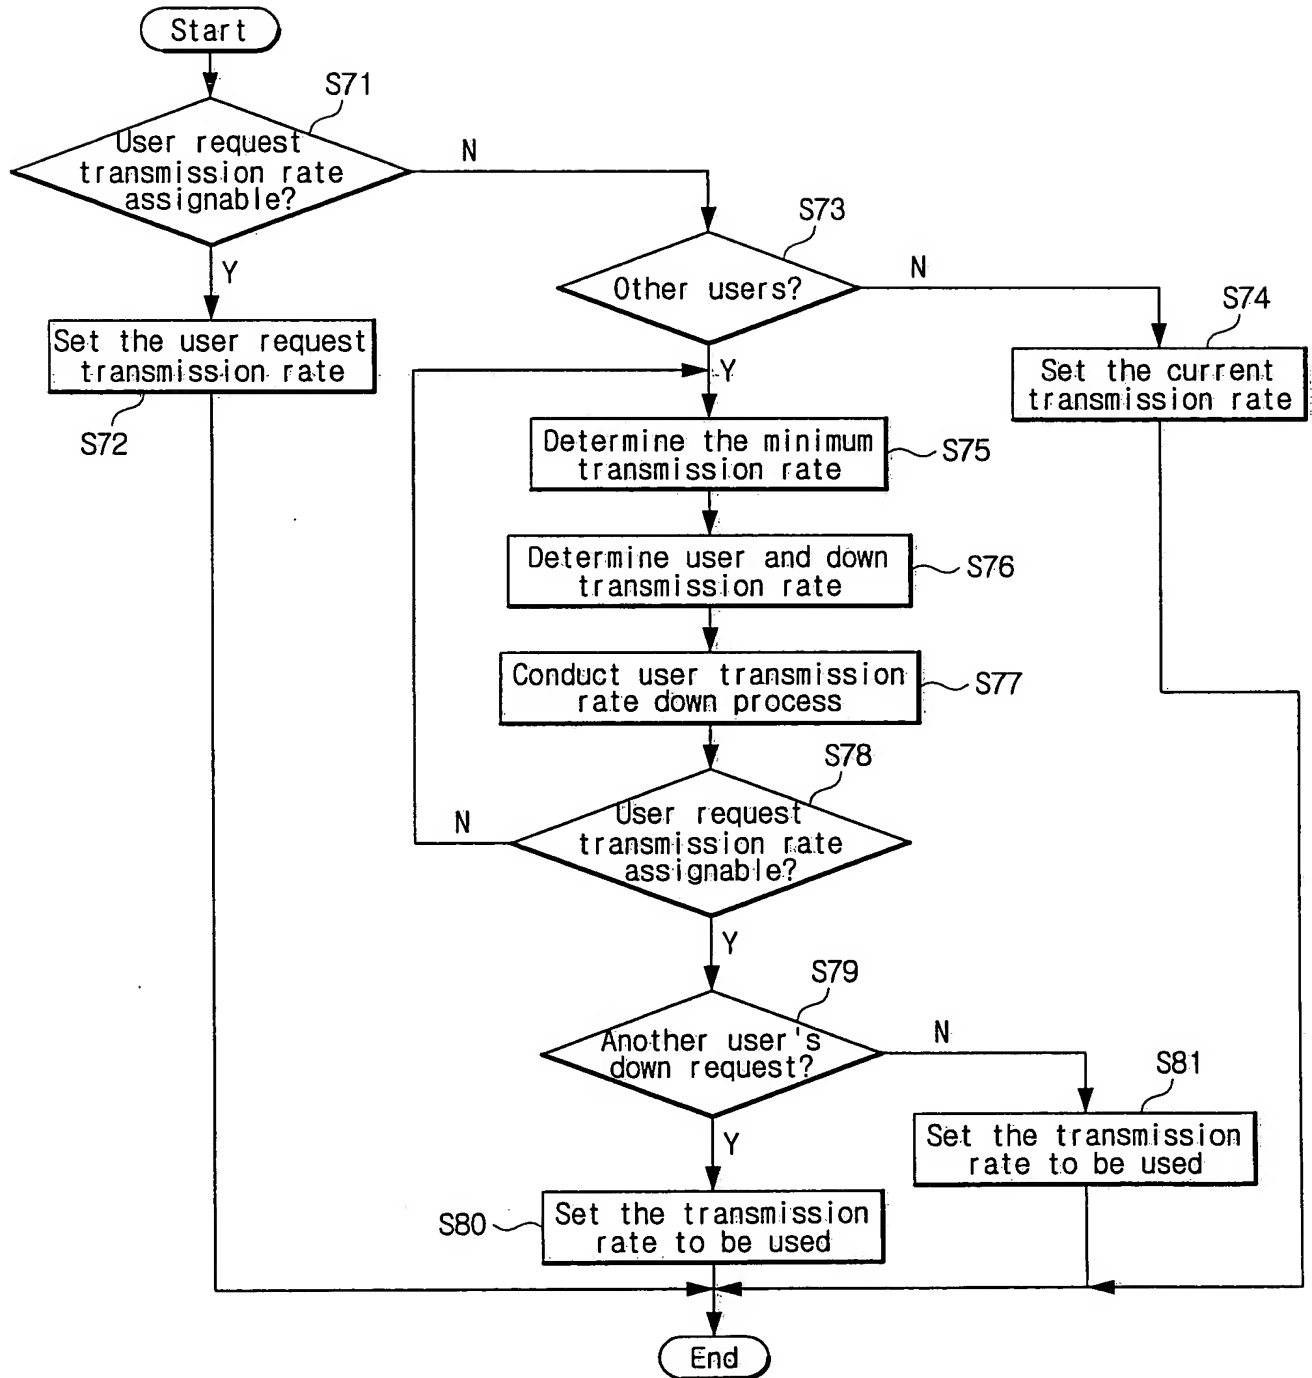 Start
S71
User request
transmission rate
assignable?
N
Y
S73
Other users?
N
Y
S74
Set the current
transmission rate
Set the user request
transmission rate
S72
Determine the minimum
transmission rate
S75
Determine user and down
transmission rate
S76
Conduct user transmission
rate down process
S77
S78
User request
transmission rate
assignable?
N
Y
S79
Another user's
down request?
N
Y
S81
Set the transmission
rate to be used
S80
Set the transmission
rate to be used
End